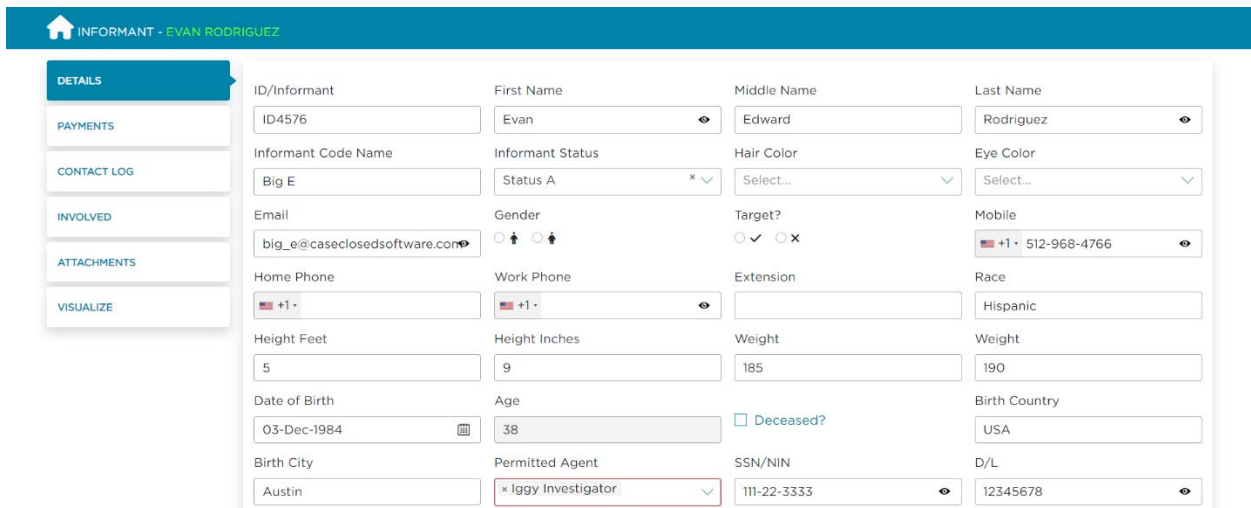 INFORMANT - EVAN RODRIGUEZ
DETAILS
PAYMENTS
CONTACT LOG
INVOLVED
ATTACHMENTS
VISUALIZE
ID/Informant First Name Middle Name Last Name
ID4576 Evan Edward Rodriguez
Informant Code Name Informant Status Hair Color Eye Color
Big E Status A × Select... Select...
Email Gender Target? Mobile
big_e@caseclosedsoftware.com +1 512-968-4766
Home Phone Work Phone Extension Race
+1 +1 Hispanic
Height Feet Height Inches Weight Weight
5 9 185 190
Date of Birth Age Birth Country
03-Dec-1984 38 Deceased? USA
Birth City Permitted Agent SSN/NIN D/L
Austin × Iggy Investigator 111-22-3333 12345678